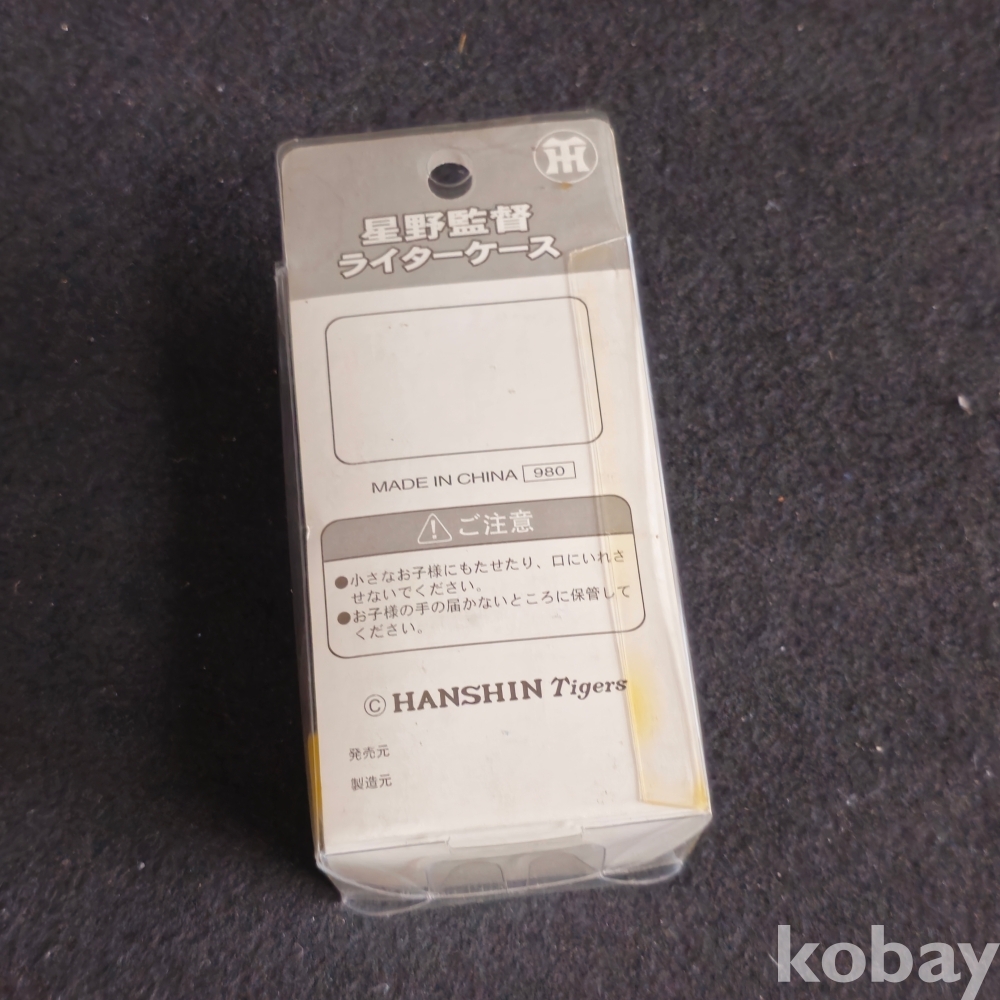 星野監督
ライターケース
MADE IN CHINA 980
ご注意
●小さなお子様にもたせたり、口にいれさ
せないでください。
●お子様の手の届かないところに保管して
ください。
© HANSHIN Tigers
発売元
製造元
kobay